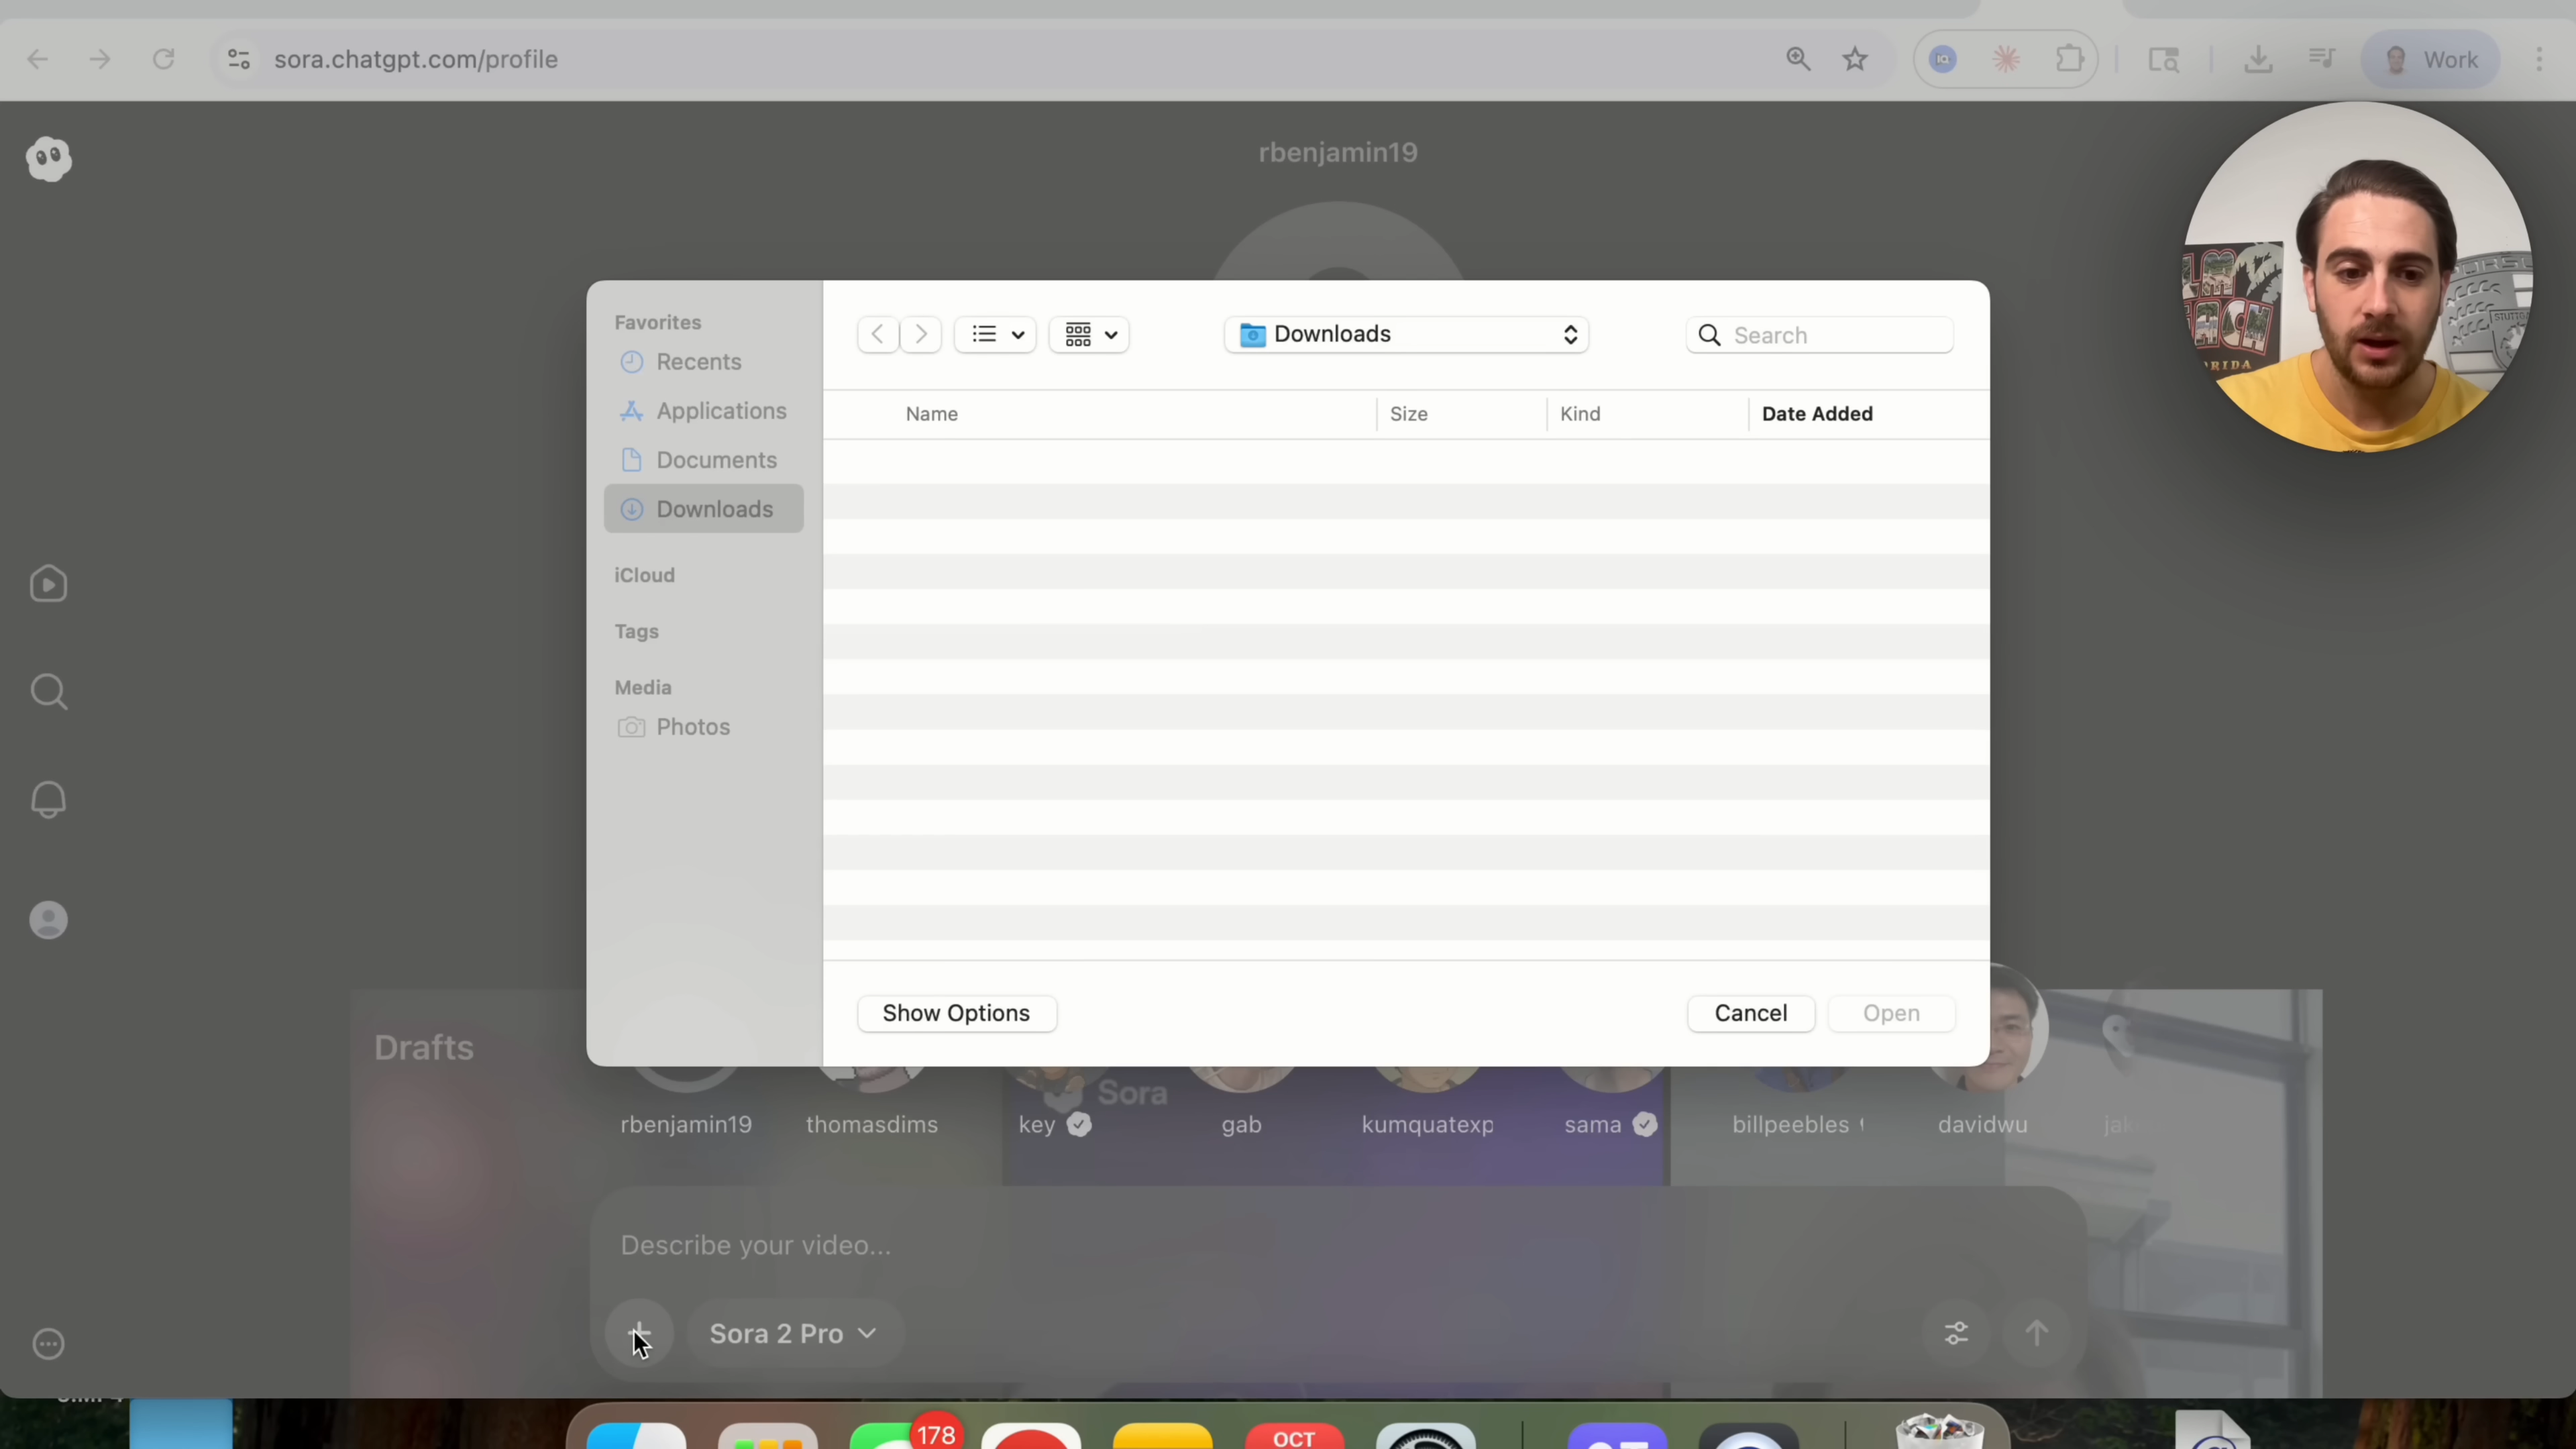 sora.chatgpt.com/profile
Work
rbenjamin19
Favorites
Recents
Applications
Documents
Downloads
iCloud
Tags
Media
Photos
Downloads
Search
Name
Size
Kind
Date Added
Show Options
Cancel
Open
Drafts
Sora
rbenjamin19
thomasdims
key
gab
kumquatexp
sama
billpeebles
davidwu
Describe your video...
Sora 2 Pro
178
OCT